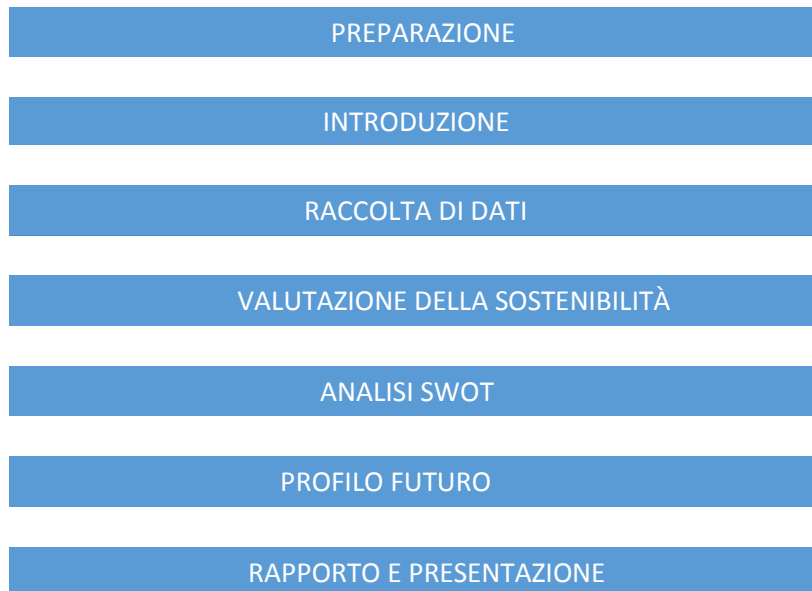 PREPARAZIONE
INTRODUZIONE
RACCOLTA DI DATI
VALUTAZIONE DELLA SOSTENIBILITÀ
ANALISI SWOT
PROFILO FUTURO
RAPPORTO E PRESENTAZIONE